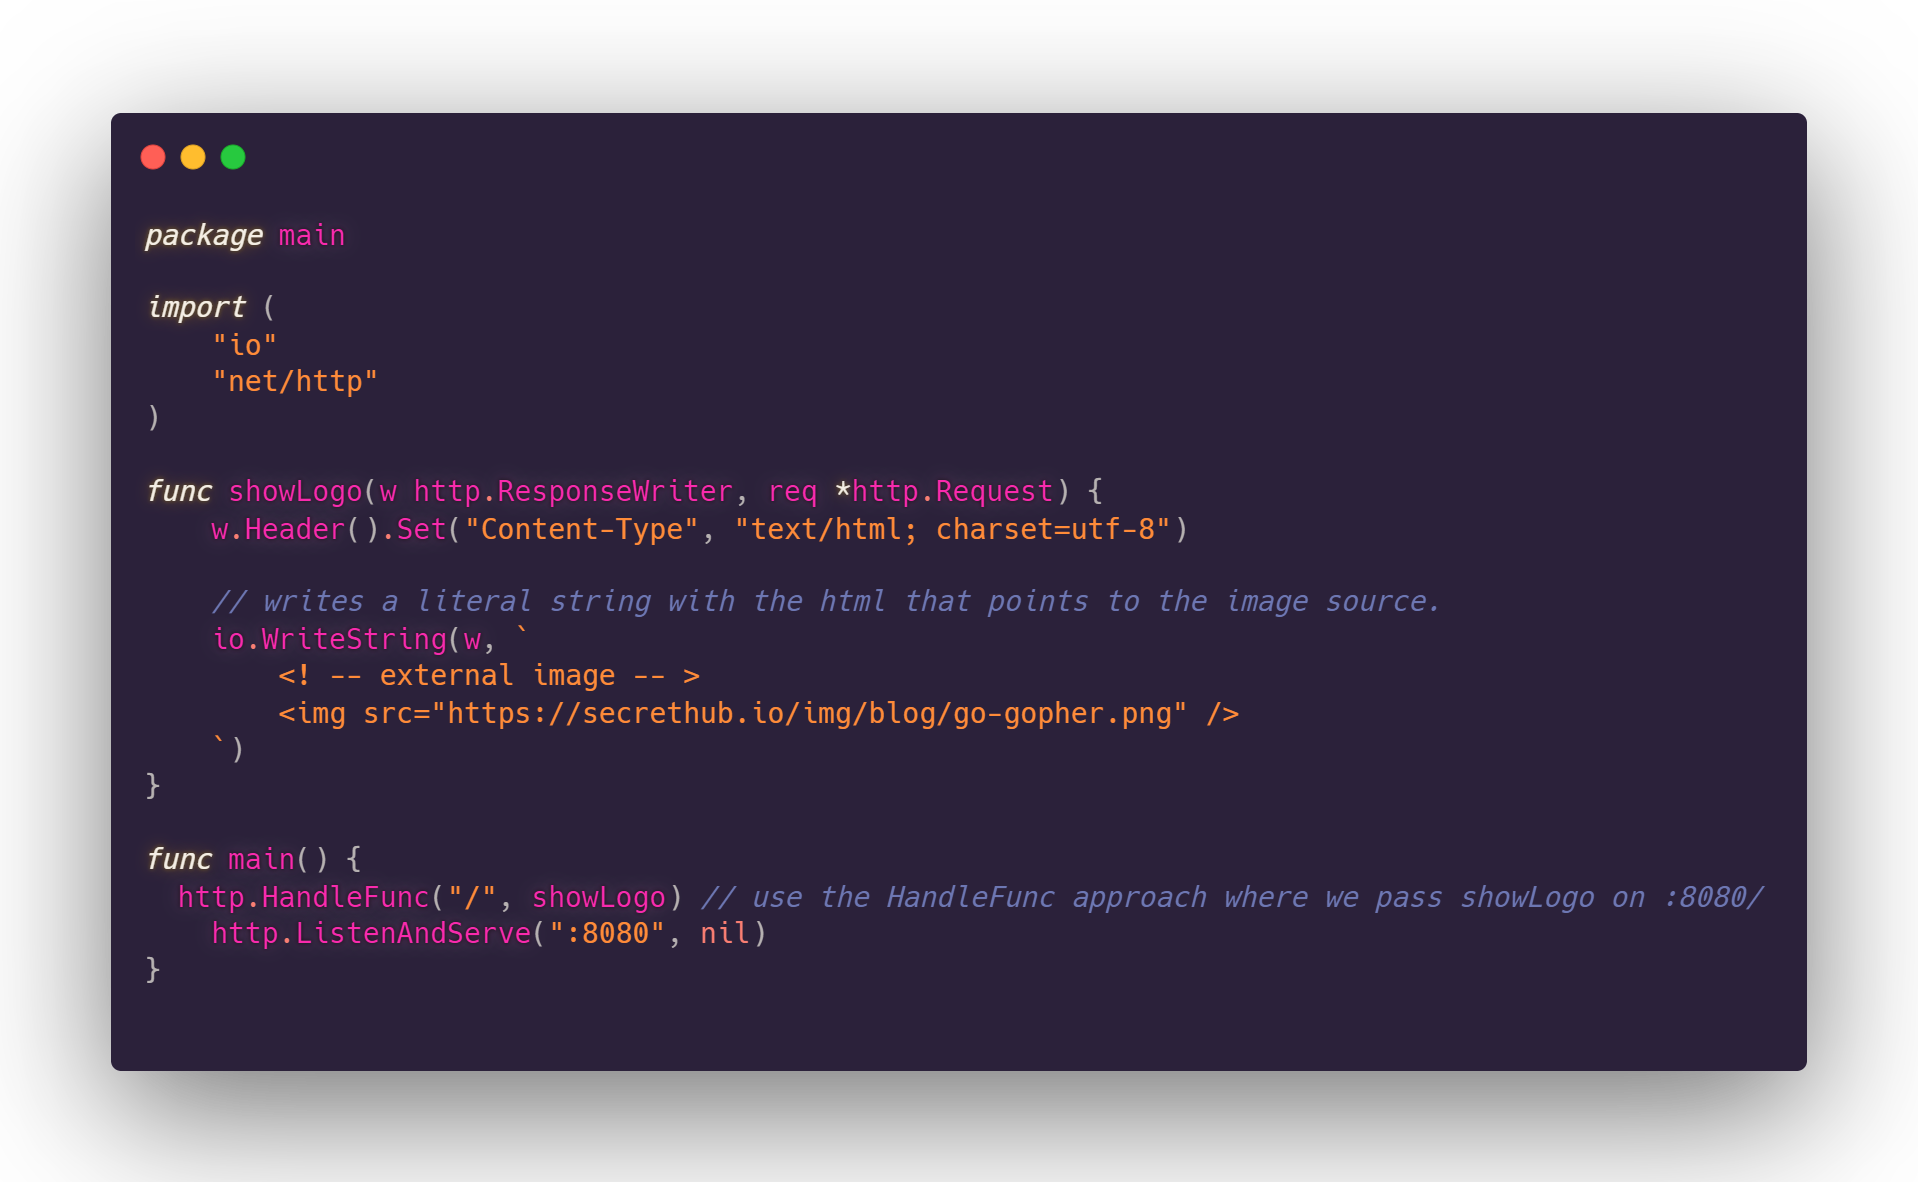 package main
import (
    "io"
    "net/http"
)
func showLogo(w http.ResponseWriter, req *http.Request) {
    w.Header().Set("Content-Type", "text/html; charset=utf-8")
    // writes a literal string with the html that points to the image source.
    io.WriteString(w, `
        <! -- external image -- >
        <img src="https://secrethub.io/img/blog/go-gopher.png" />
    `)
}
func main() {
  http.HandleFunc("/", showLogo) // use the HandleFunc approach where we pass showLogo on :8080/
    http.ListenAndServe(":8080", nil)
}